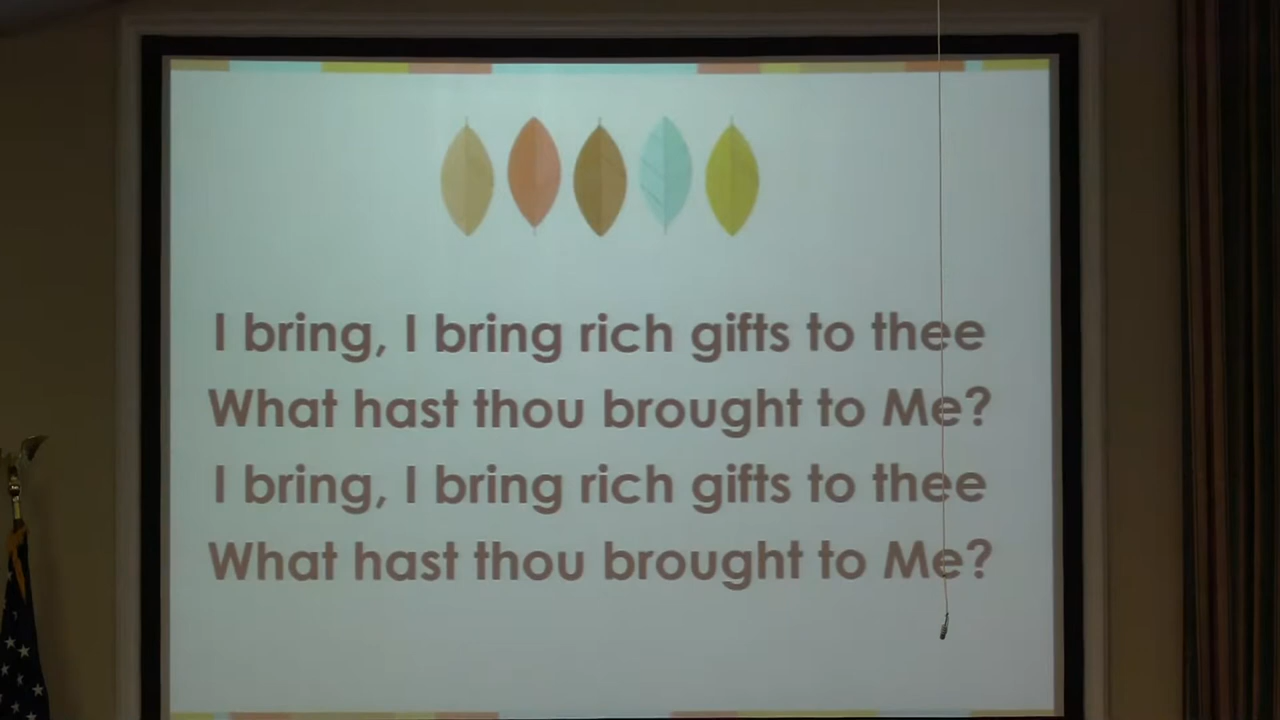 I bring, I bring rich gifts to thee
What hast thou brought to Me?
I bring, I bring rich gifts to thee
What hast thou brought to Me?